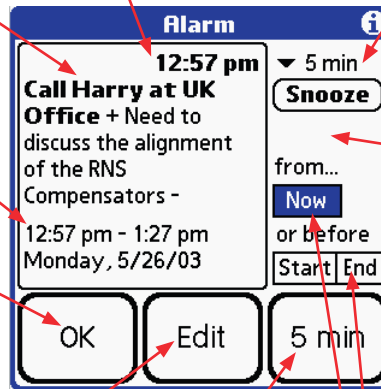 Alarm i
12:57 pm
Call Harry at UK
Office + Need to
discuss the alignment
of the RNS
Compensators -
12:57 pm - 1:27 pm
Monday, 5/26/03
5 min
Snooze
from...
Now
or before
Start End
OK Edit 5 min